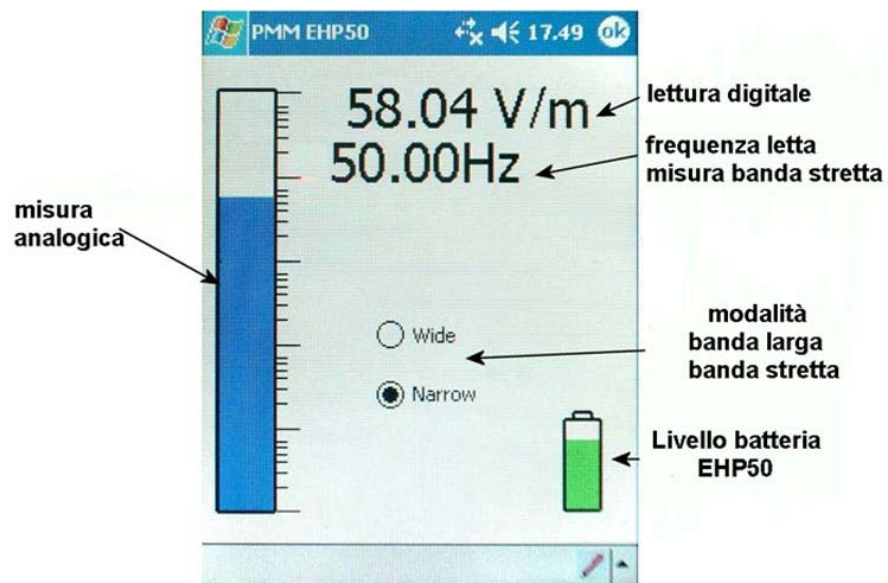 PMM EHP50 17.49 ok
58.04 V/m
lettura digitale
50.00Hz
frequenza letta
misura banda stretta
misura
analogica
Wide
Narrow
modalità
banda larga
banda stretta
Livello batteria
EHP50